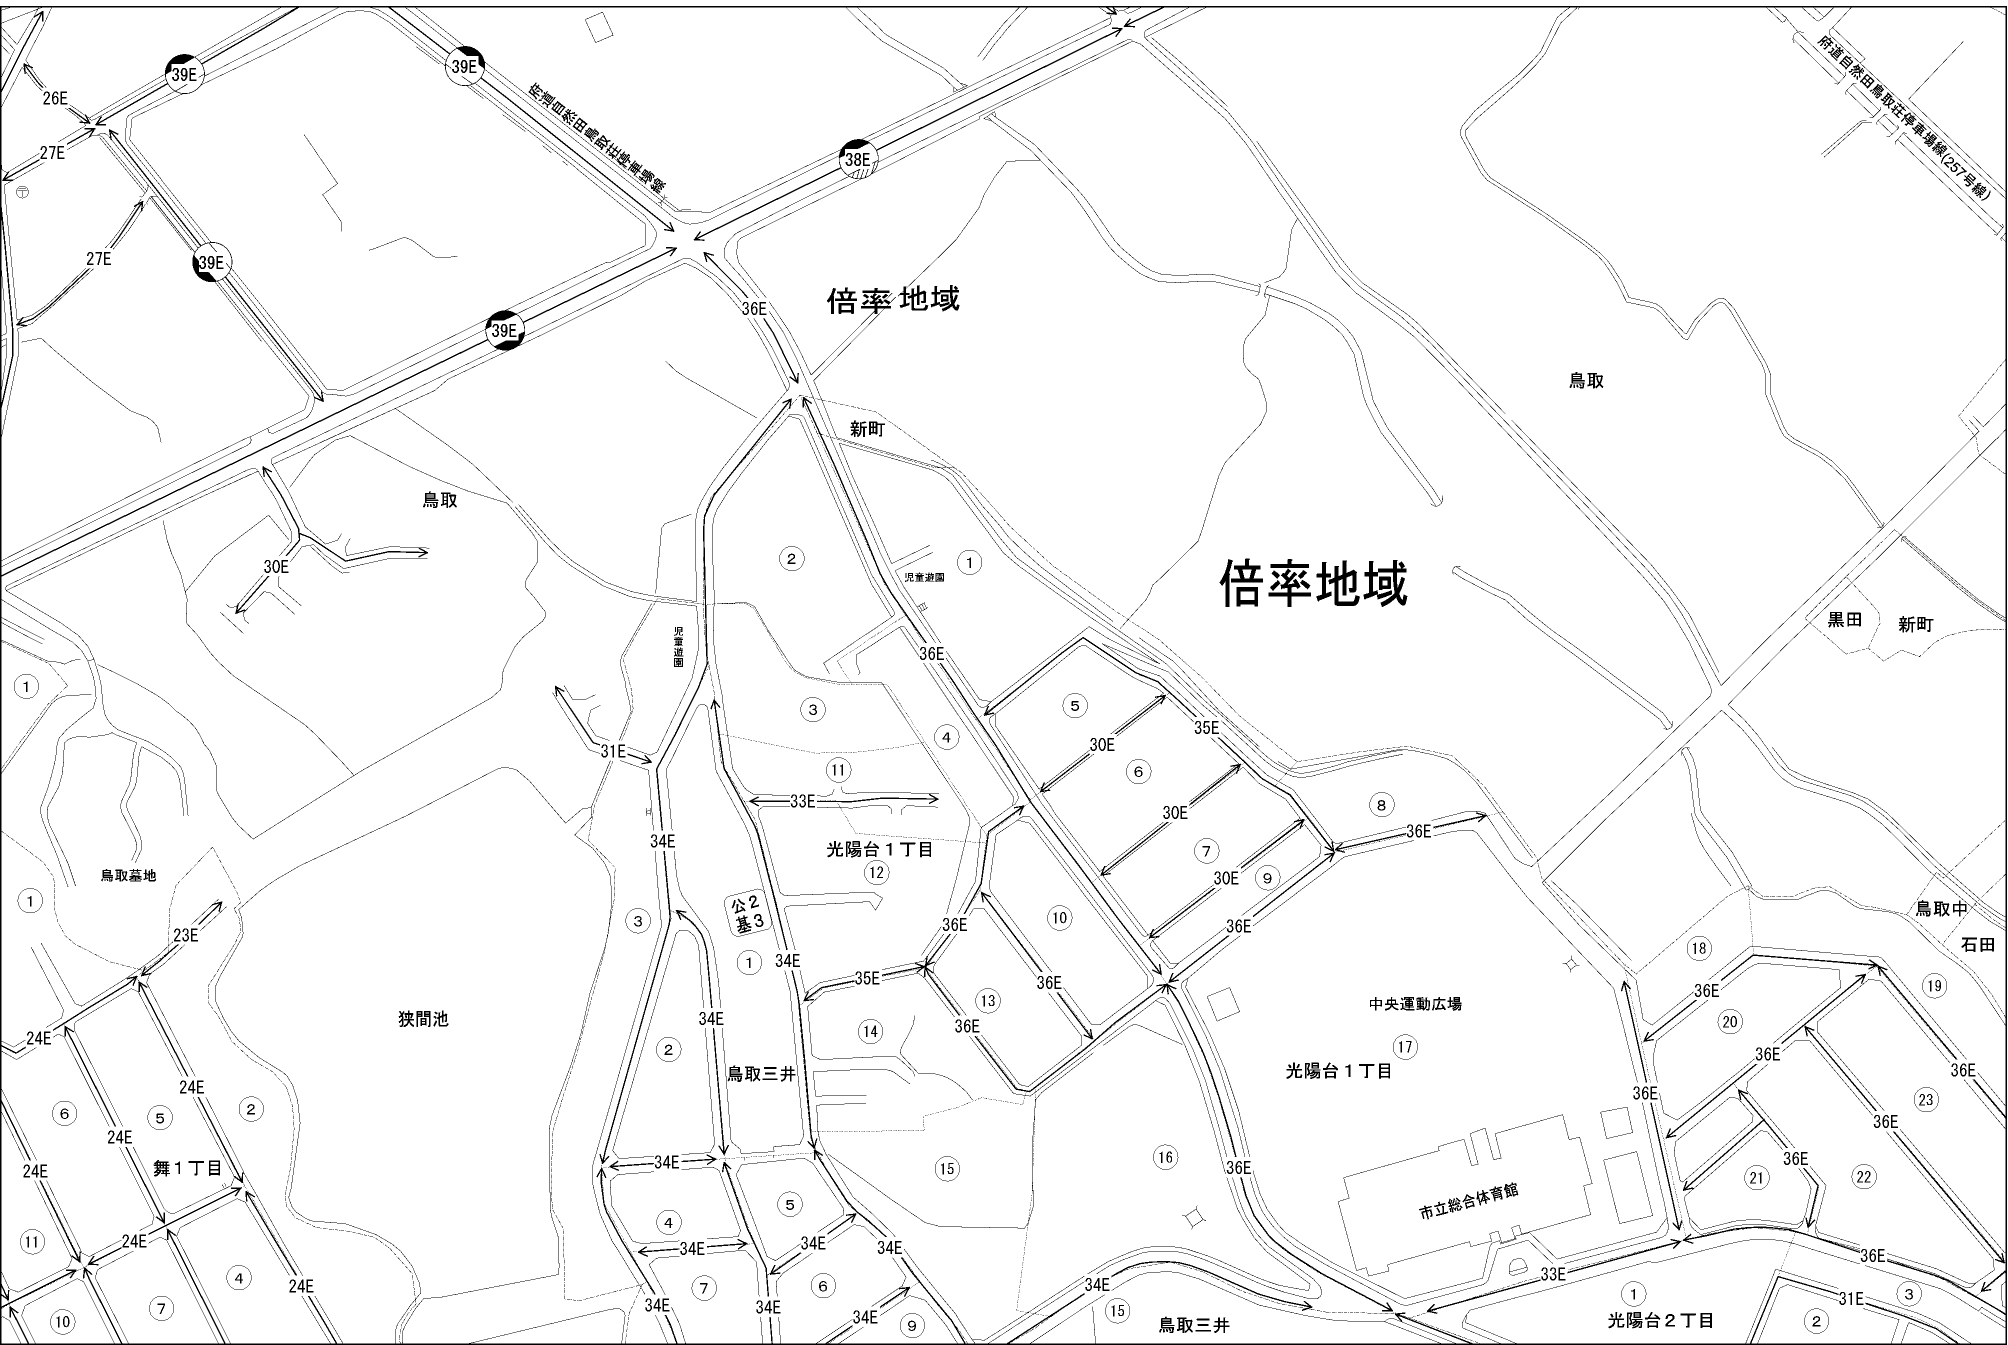 39E
39E
府道自然田鳥取荘停車場線(257号線)
26E
府道自然田鳥取荘停車場線
27E
38E
〒
27E
39E
36E
倍率地域
39E
鳥取
新町
鳥取
2
1
30E
児童遊園
倍率地域
黒田
新町
児童遊園
36E
1
5
3
35E
4
30E
31E
11
6
33E
8
30E
36E
34E
光陽台1丁目
7
鳥取墓地
12
30E
9
1
公2
基3
鳥取中
3
10
36E
36E
23E
石田
18
34E
1
35E
36E
19
36E
13
中央運動広場
狭間池
34E
36E
20
24E
14
17
2
36E
鳥取三井
光陽台1丁目
36E
24E
36E
23
6
5
2
36E
24E
16
36E
34E
15
36E
24E
舞1丁目
21
22
市立総合体育館
5
4
11
24E
34E
34E
34E
36E
33E
4
24E
7
6
34E
1
3
31E
34E
34E
15
10
7
34E
9
鳥取三井
光陽台2丁目
2